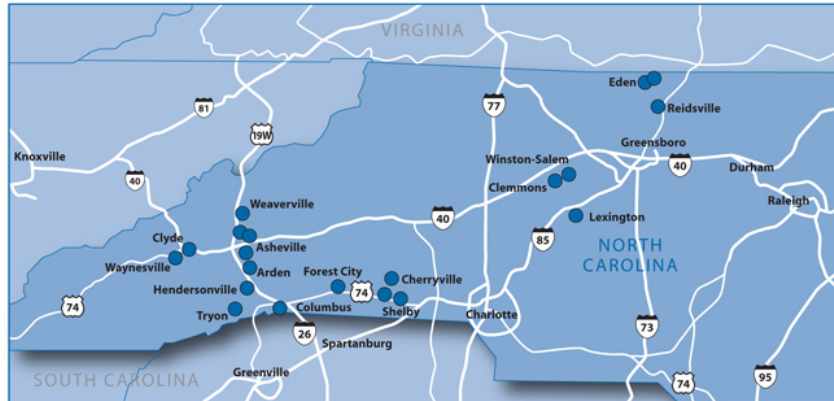 VIRGINIA
77
Eden
81
Reidsville
19W
Knoxville
Greensboro
Winston-Salem
40
Durham
40
Clemmons
Raleigh
Weaverville
40
Lexington
Clyde
85
NORTH
CAROLINA
Asheville
Waynesville
Arden
Forest City
Cherryville
Hendersonville
74
74
Columbus
Shelby
Tryon
Charlotte
26
73
Spartanburg
Greenville
SOUTH CAROLINA
74
95